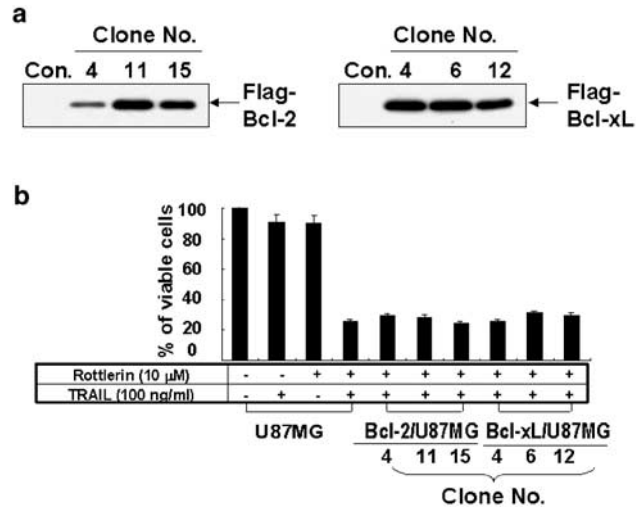 a
Clone No.
Con. 4 11 15
Flag-
Bcl-2
Clone No.
Con. 4 6 12
Flag-
Bcl-xL
b
% of viable cells
100
80
60
40
20
0
Rottlerin (10 μM) - - + + + + + + + +
TRAIL (100 ng/ml) - + - + + + + + + +
U87MG Bcl-2/U87MG Bcl-xL/U87MG
4 11 15 4 6 12
Clone No.